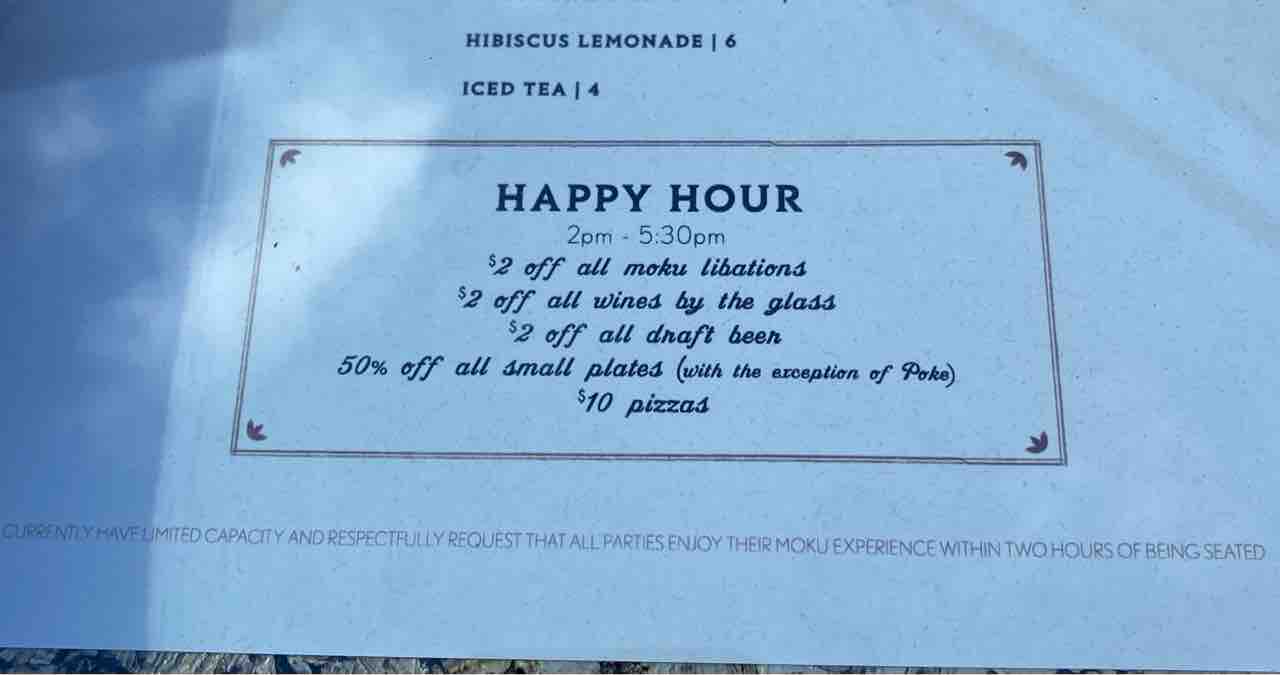 HIBISCUS LEMONADE | 6
ICED TEA | 4
HAPPY HOUR
2pm - 5:30pm
$2 off all moku libations
$2 off all wines by the glass
$2 off all draft beer
50% off all small plates (with the exception of Poke)
$10 pizzas
CURRENTLY HAVE LIMITED CAPACITY AND RESPECTFULLY REQUEST THAT ALL PARTIES ENJOY THEIR MOKU EXPERIENCE WITHIN TWO HOURS OF BEING SEATED